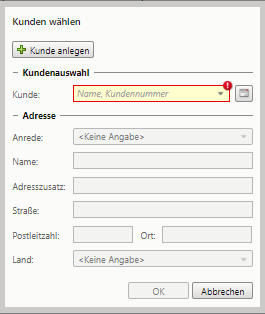 Kunden wählen
Kunde anlegen
Kundenauswahl
Kunde: Name, Kundennummer
Adresse
Anrede: <Keine Angabe>
Name:
Adresszusatz:
Straße:
Postleitzahl: Ort:
Land: <Keine Angabe>
OK Abbrechen